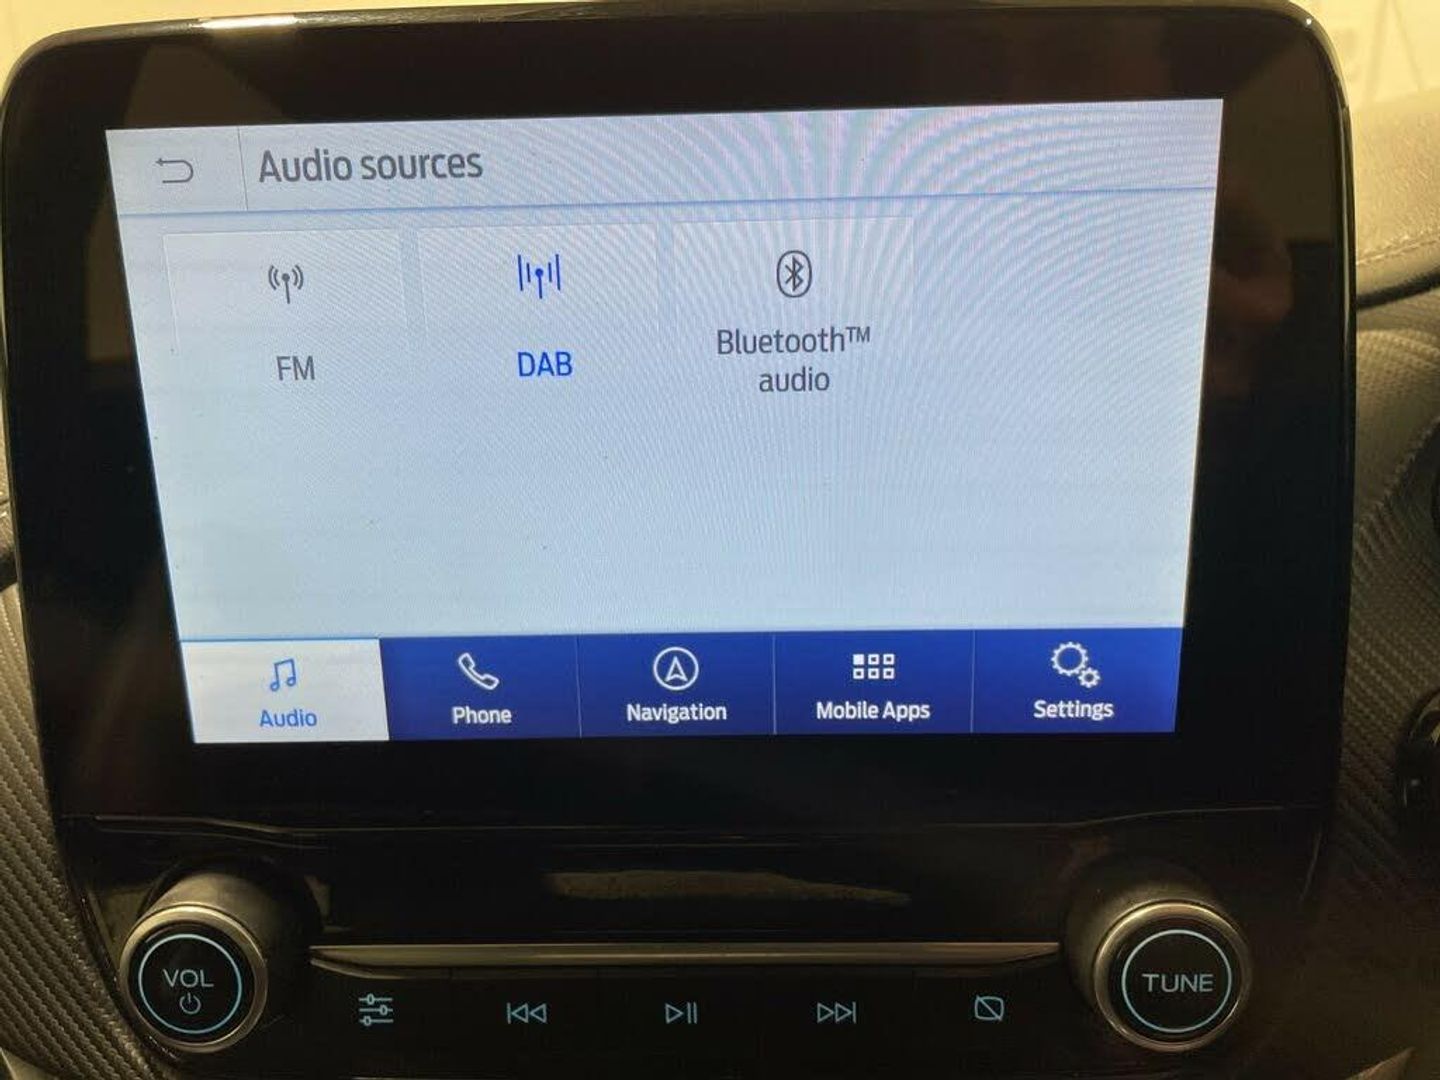 Audio sources
FM
DAB
Bluetooth™
audio
Audio
Phone
Navigation
Mobile Apps
Settings
VOL
TUNE